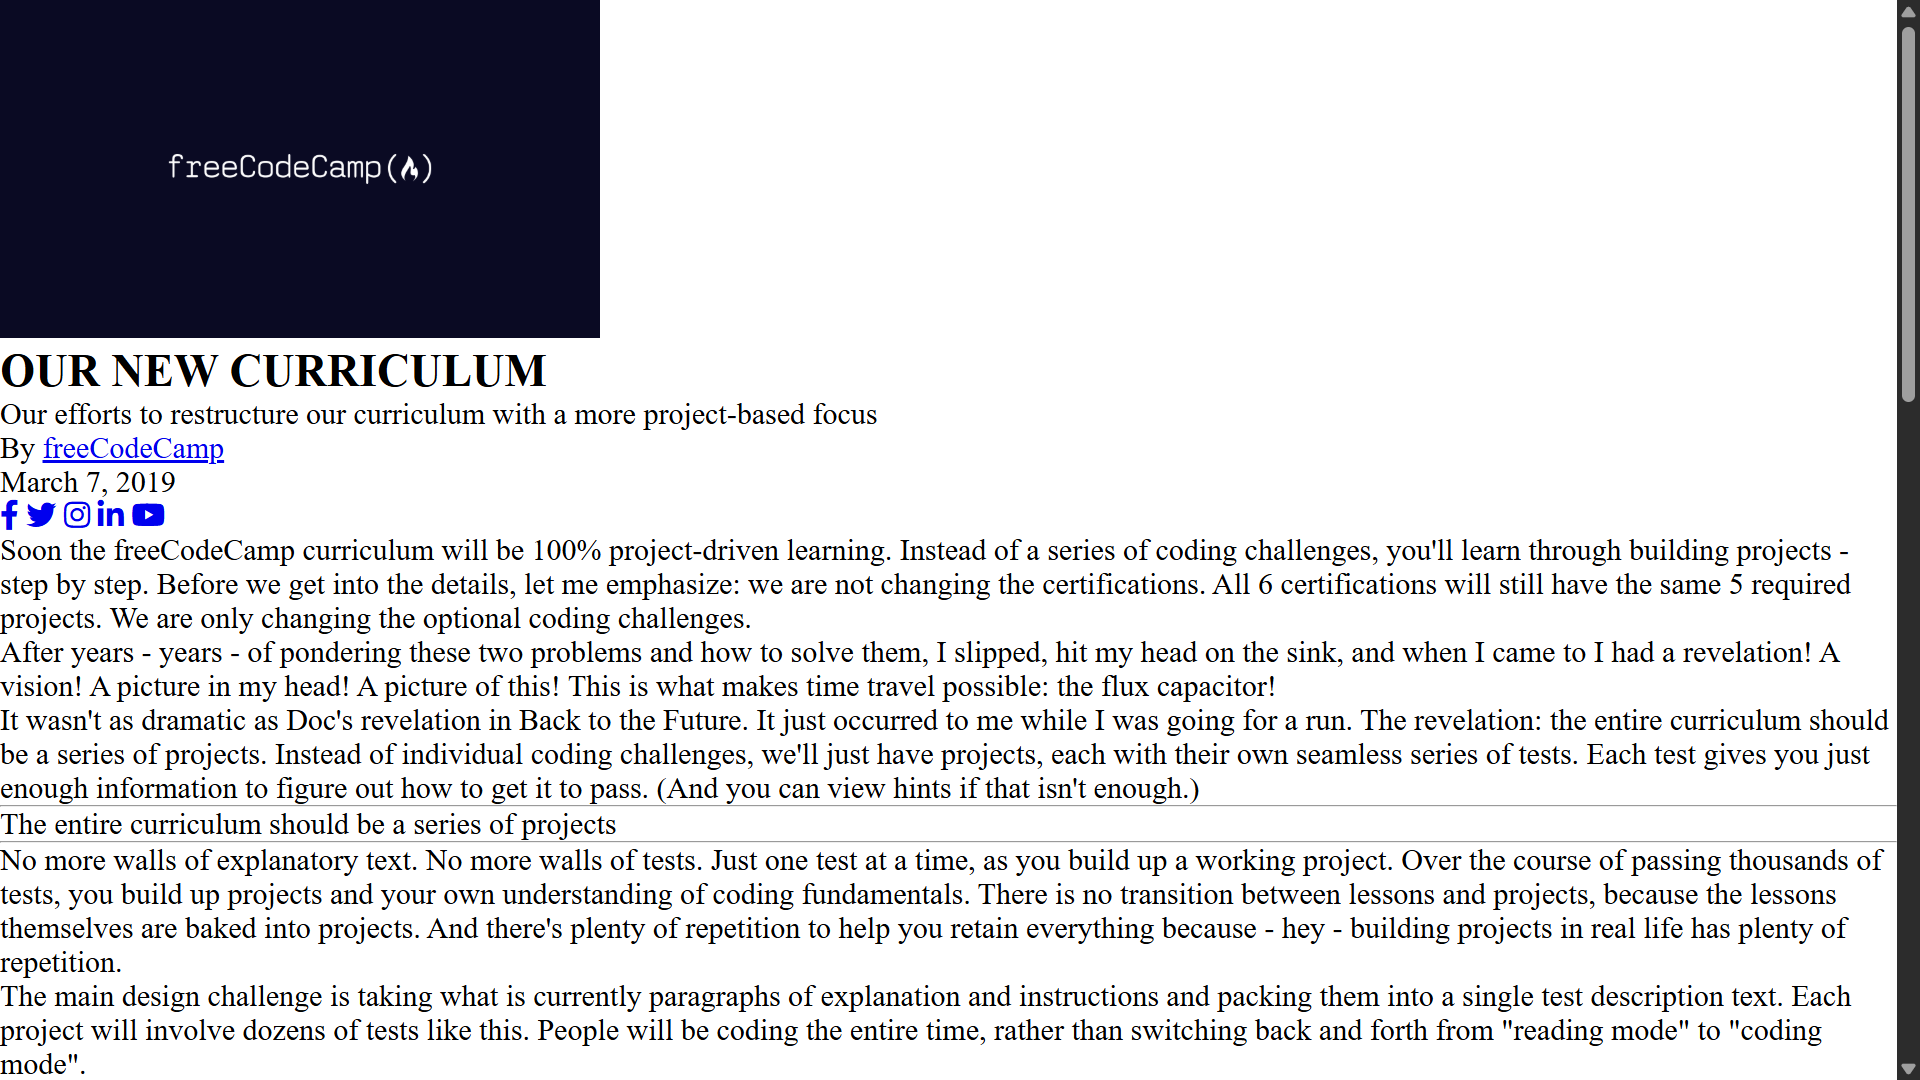 freeCodeCamp
OUR NEW CURRICULUM
Our efforts to restructure our curriculum with a more project-based focus
By freeCodeCamp
March 7, 2019
Soon the freeCodeCamp curriculum will be 100% project-driven learning. Instead of a series of coding challenges, you'll learn through building projects -
step by step. Before we get into the details, let me emphasize: we are not changing the certifications. All 6 certifications will still have the same 5 required
projects. We are only changing the optional coding challenges.
After years - years - of pondering these two problems and how to solve them, I slipped, hit my head on the sink, and when I came to I had a revelation! A
vision! A picture in my head! A picture of this! This is what makes time travel possible: the flux capacitor!
It wasn't as dramatic as Doc's revelation in Back to the Future. It just occurred to me while I was going for a run. The revelation: the entire curriculum should
be a series of projects. Instead of individual coding challenges, we'll just have projects, each with their own seamless series of tests. Each test gives you just
enough information to figure out how to get it to pass. (And you can view hints if that isn't enough.)
The entire curriculum should be a series of projects
No more walls of explanatory text. No more walls of tests. Just one test at a time, as you build up a working project. Over the course of passing thousands of
tests, you build up projects and your own understanding of coding fundamentals. There is no transition between lessons and projects, because the lessons
themselves are baked into projects. And there's plenty of repetition to help you retain everything because - hey - building projects in real life has plenty of
repetition.
The main design challenge is taking what is currently paragraphs of explanation and instructions and packing them into a single test description text. Each
project will involve dozens of tests like this. People will be coding the entire time, rather than switching back and forth from "reading mode" to "coding
mode".